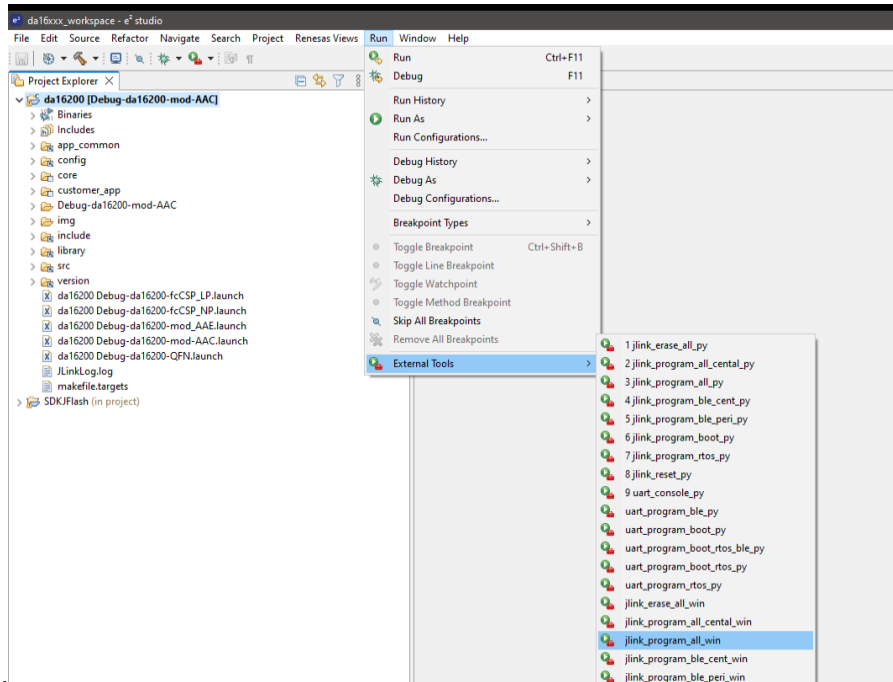 da16xxx_workspace - e² studio
File Edit Source Refactor Navigate Search Project Renesas Views Run Window Help
Project Explorer
da16200 [Debug-da16200-mod-AAC]
Binaries
Includes
app_common
config
core
customer_app
Debug-da16200-mod-AAC
img
include
library
src
version
da16200 Debug-da16200-fcCSP_LP.launch
da16200 Debug-da16200-fcCSP_NP.launch
da16200 Debug-da16200-mod_AAE.launch
da16200 Debug-da16200-mod-AAC.launch
da16200 Debug-da16200-QFN.launch
JLinkLog.log
makefile.targets
SDKJFlash (in project)
Run Ctrl+F11
Debug F11
Run History
Run As
Run Configurations...
Debug History
Debug As
Debug Configurations...
Breakpoint Types
Toggle Breakpoint Ctrl+Shift+B
Toggle Line Breakpoint
Toggle Watchpoint
Toggle Method Breakpoint
Skip All Breakpoints
Remove All Breakpoints
External Tools
1 jlink_erase_all_py
2 jlink_program_all_cental_py
3 jlink_program_all_py
4 jlink_program_ble_cent_py
5 jlink_program_ble_peri_py
6 jlink_program_boot_py
7 jlink_program_rtos_py
8 jlink_reset_py
9 uart_console_py
uart_program_ble_py
uart_program_boot_py
uart_program_boot_rtos_ble_py
uart_program_boot_rtos_py
uart_program_rtos_py
jlink_erase_all_win
jlink_program_all_cental_win
jlink_program_all_win
jlink_program_ble_cent_win
jlink_program_ble_peri_win